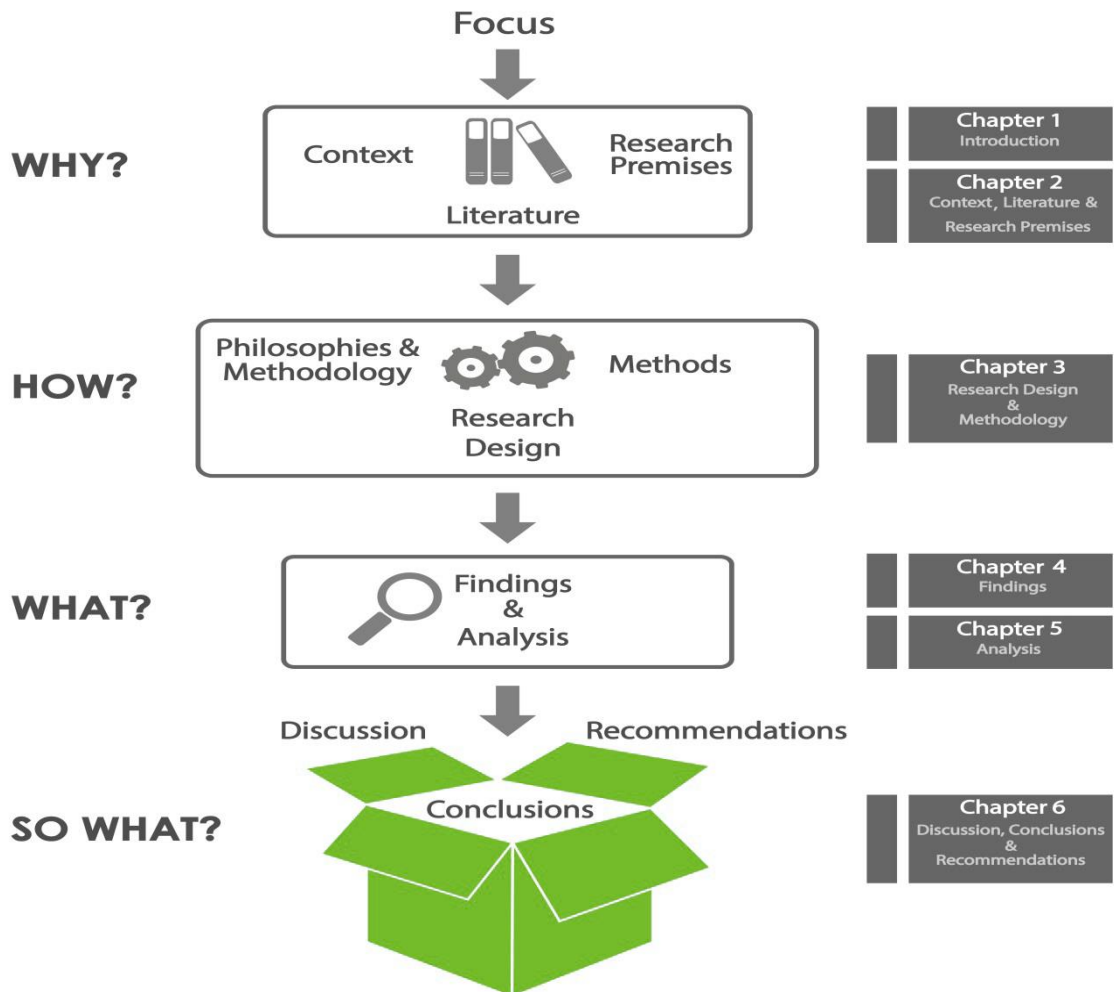 Focus
WHY?
Context
Research
Premises
Literature
Chapter 1
Introduction
Chapter 2
Context, Literature &
Research Premises
HOW?
Philosophies &
Methodology
Methods
Research
Design
Chapter 3
Research Design
&
Methodology
WHAT?
Findings
&
Analysis
Chapter 4
Findings
Chapter 5
Analysis
SO WHAT?
Discussion
Recommendations
Conclusions
Chapter 6
Discussion, Conclusions
&
Recommendations